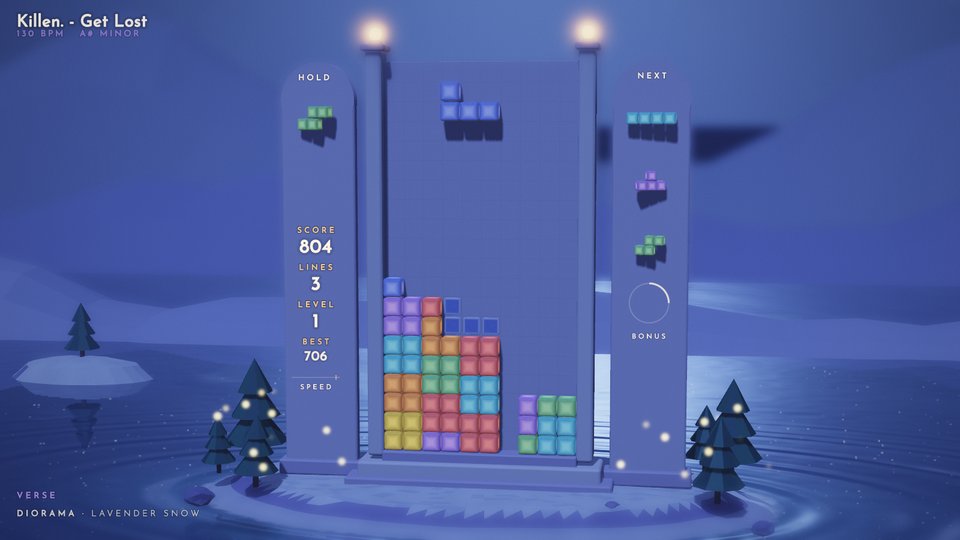 Killen. - Get Lost
130 BPM A# MINOR
HOLD
NEXT
SCORE
804
LINES
3
LEVEL
1
BEST
706
SPEED
BONUS
VERSE
DIORAMA · LAVENDER SNOW